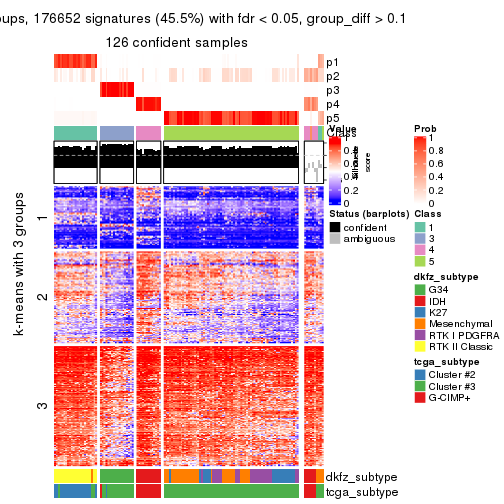 oups, 176652 signatures (45.5%) with fdr < 0.05, group_diff > 0.1
126 confident samples
p1
p2
p3
p4
p5
Class
k-means with 3 groups
1
2
3
dkfz_subtype
tcga_subtype
Value
1
0.8
0.6
0.4
0.2
0
score
Status (barplots)
confident
ambiguous
Prob
1
0.8
0.6
0.4
0.2
0
Class
1
3
4
5
dkfz_subtype
G34
IDH
K27
Mesenchymal
RTK I PDGFRA
RTK II Classic
tcga_subtype
Cluster #2
Cluster #3
G-CIMP+